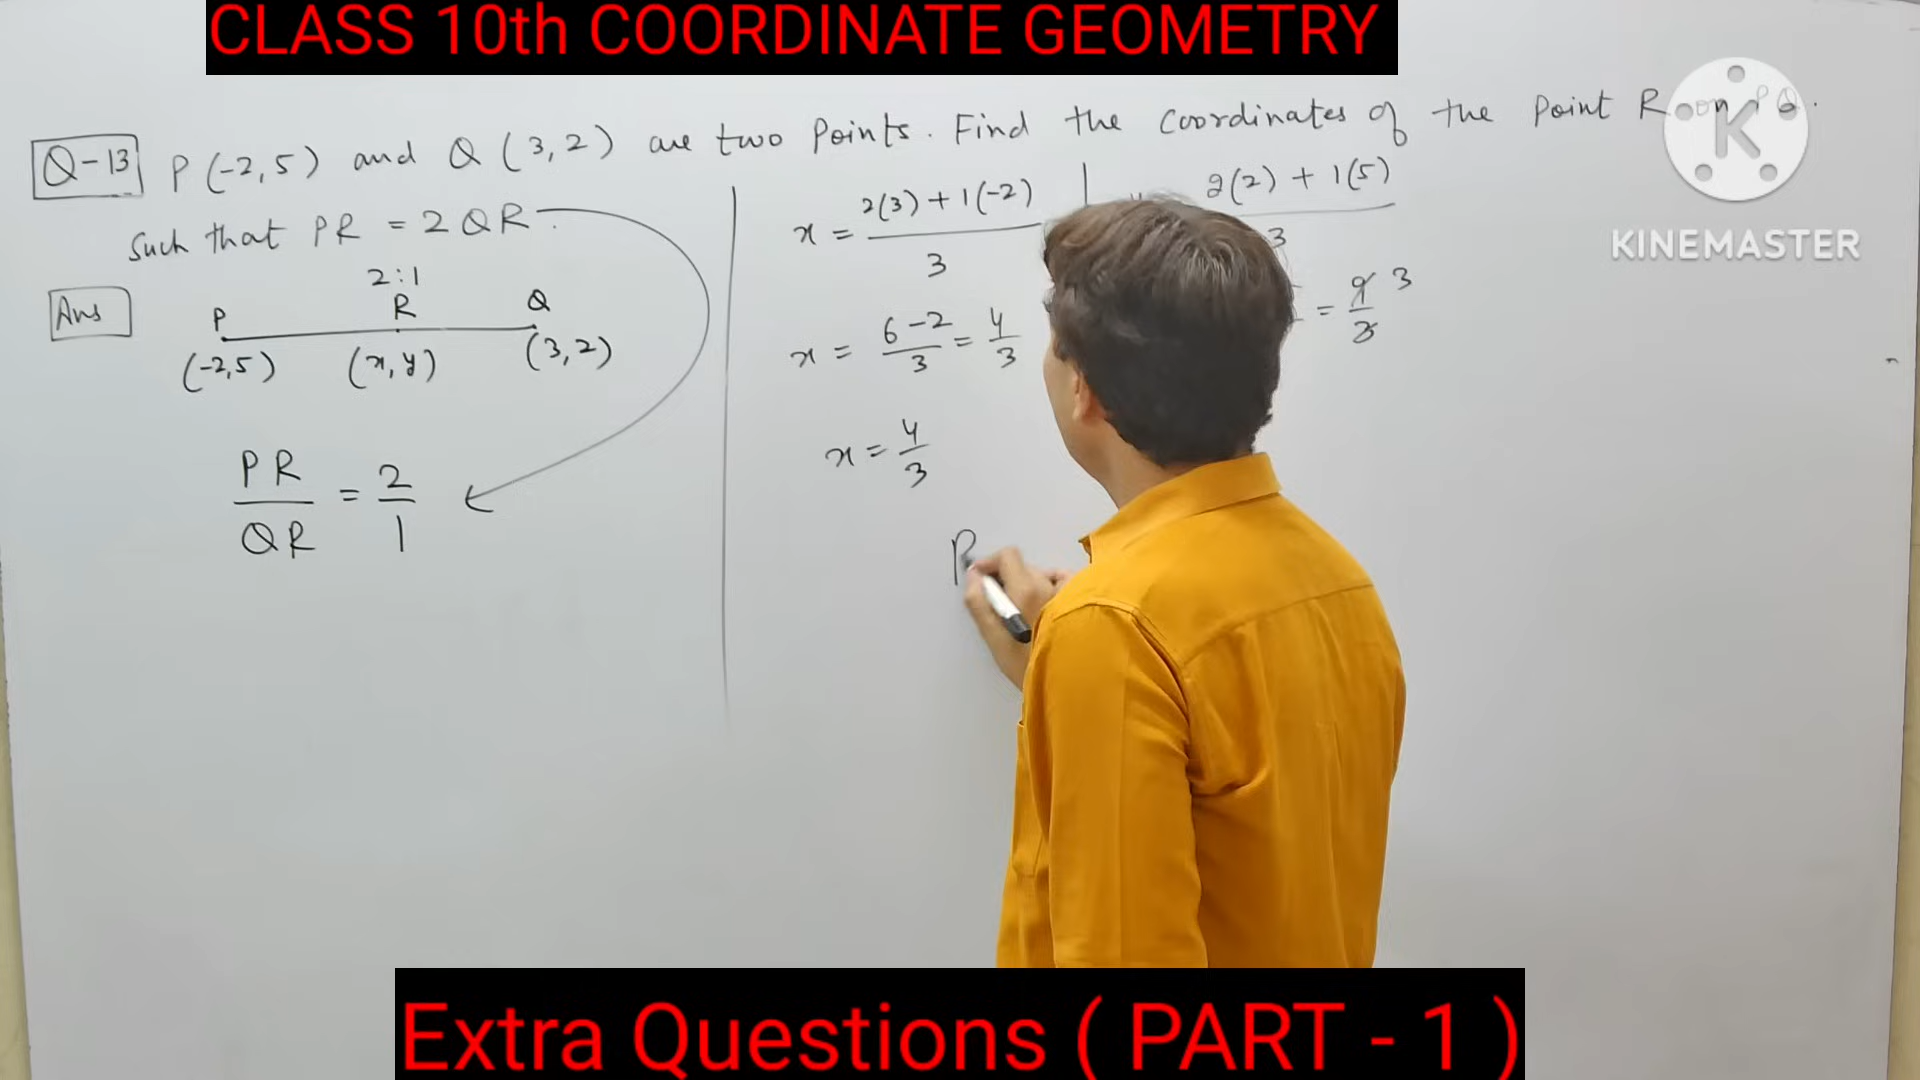 CLASS 10th COORDINATE GEOMETRY
Q-13 P(-2,5) and Q(3,2) are two Points. Find the coordinates of the Point R on PQ.
Such that PR = 2QR.
Ans
2:1
P R Q
(-2,5) (x,y) (3,2)
PR/QR = 2/1
x = 2(3)+1(-2)/3
x = 6-2/3 = 4/3
x = 4/3
2(2)+1(5)
3
= 9/3 3
KINEMASTER
Extra Questions ( PART - 1 )